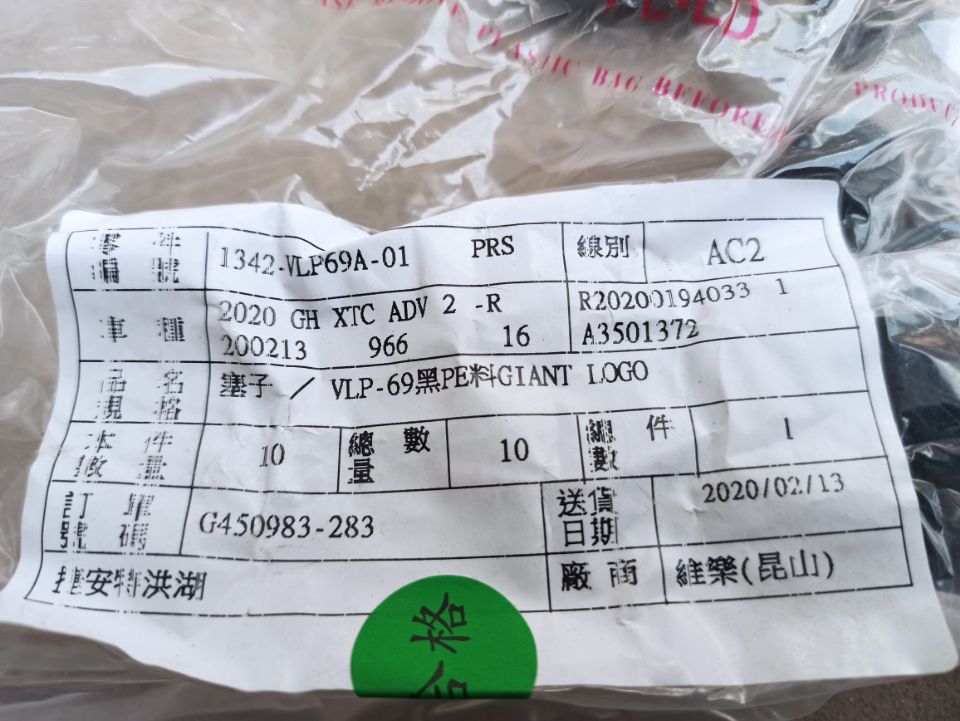 PLASTIC BAG BEFORE
PRODUC
零件編號 1342-VLP69A-01 PRS 線別 AC2
車種 2020 GH XTC ADV 2 -R R20200194033 1
200213 966 16 A3501372
品名規格 塞子 / VLP-69黑PE料GIANT LOGO
本件數量 10 總數量 10 總件數 1
訂單號碼 G450983-283 送貨日期 2020/02/13
捷安特洪湖 廠商 維樂(昆山)
合格